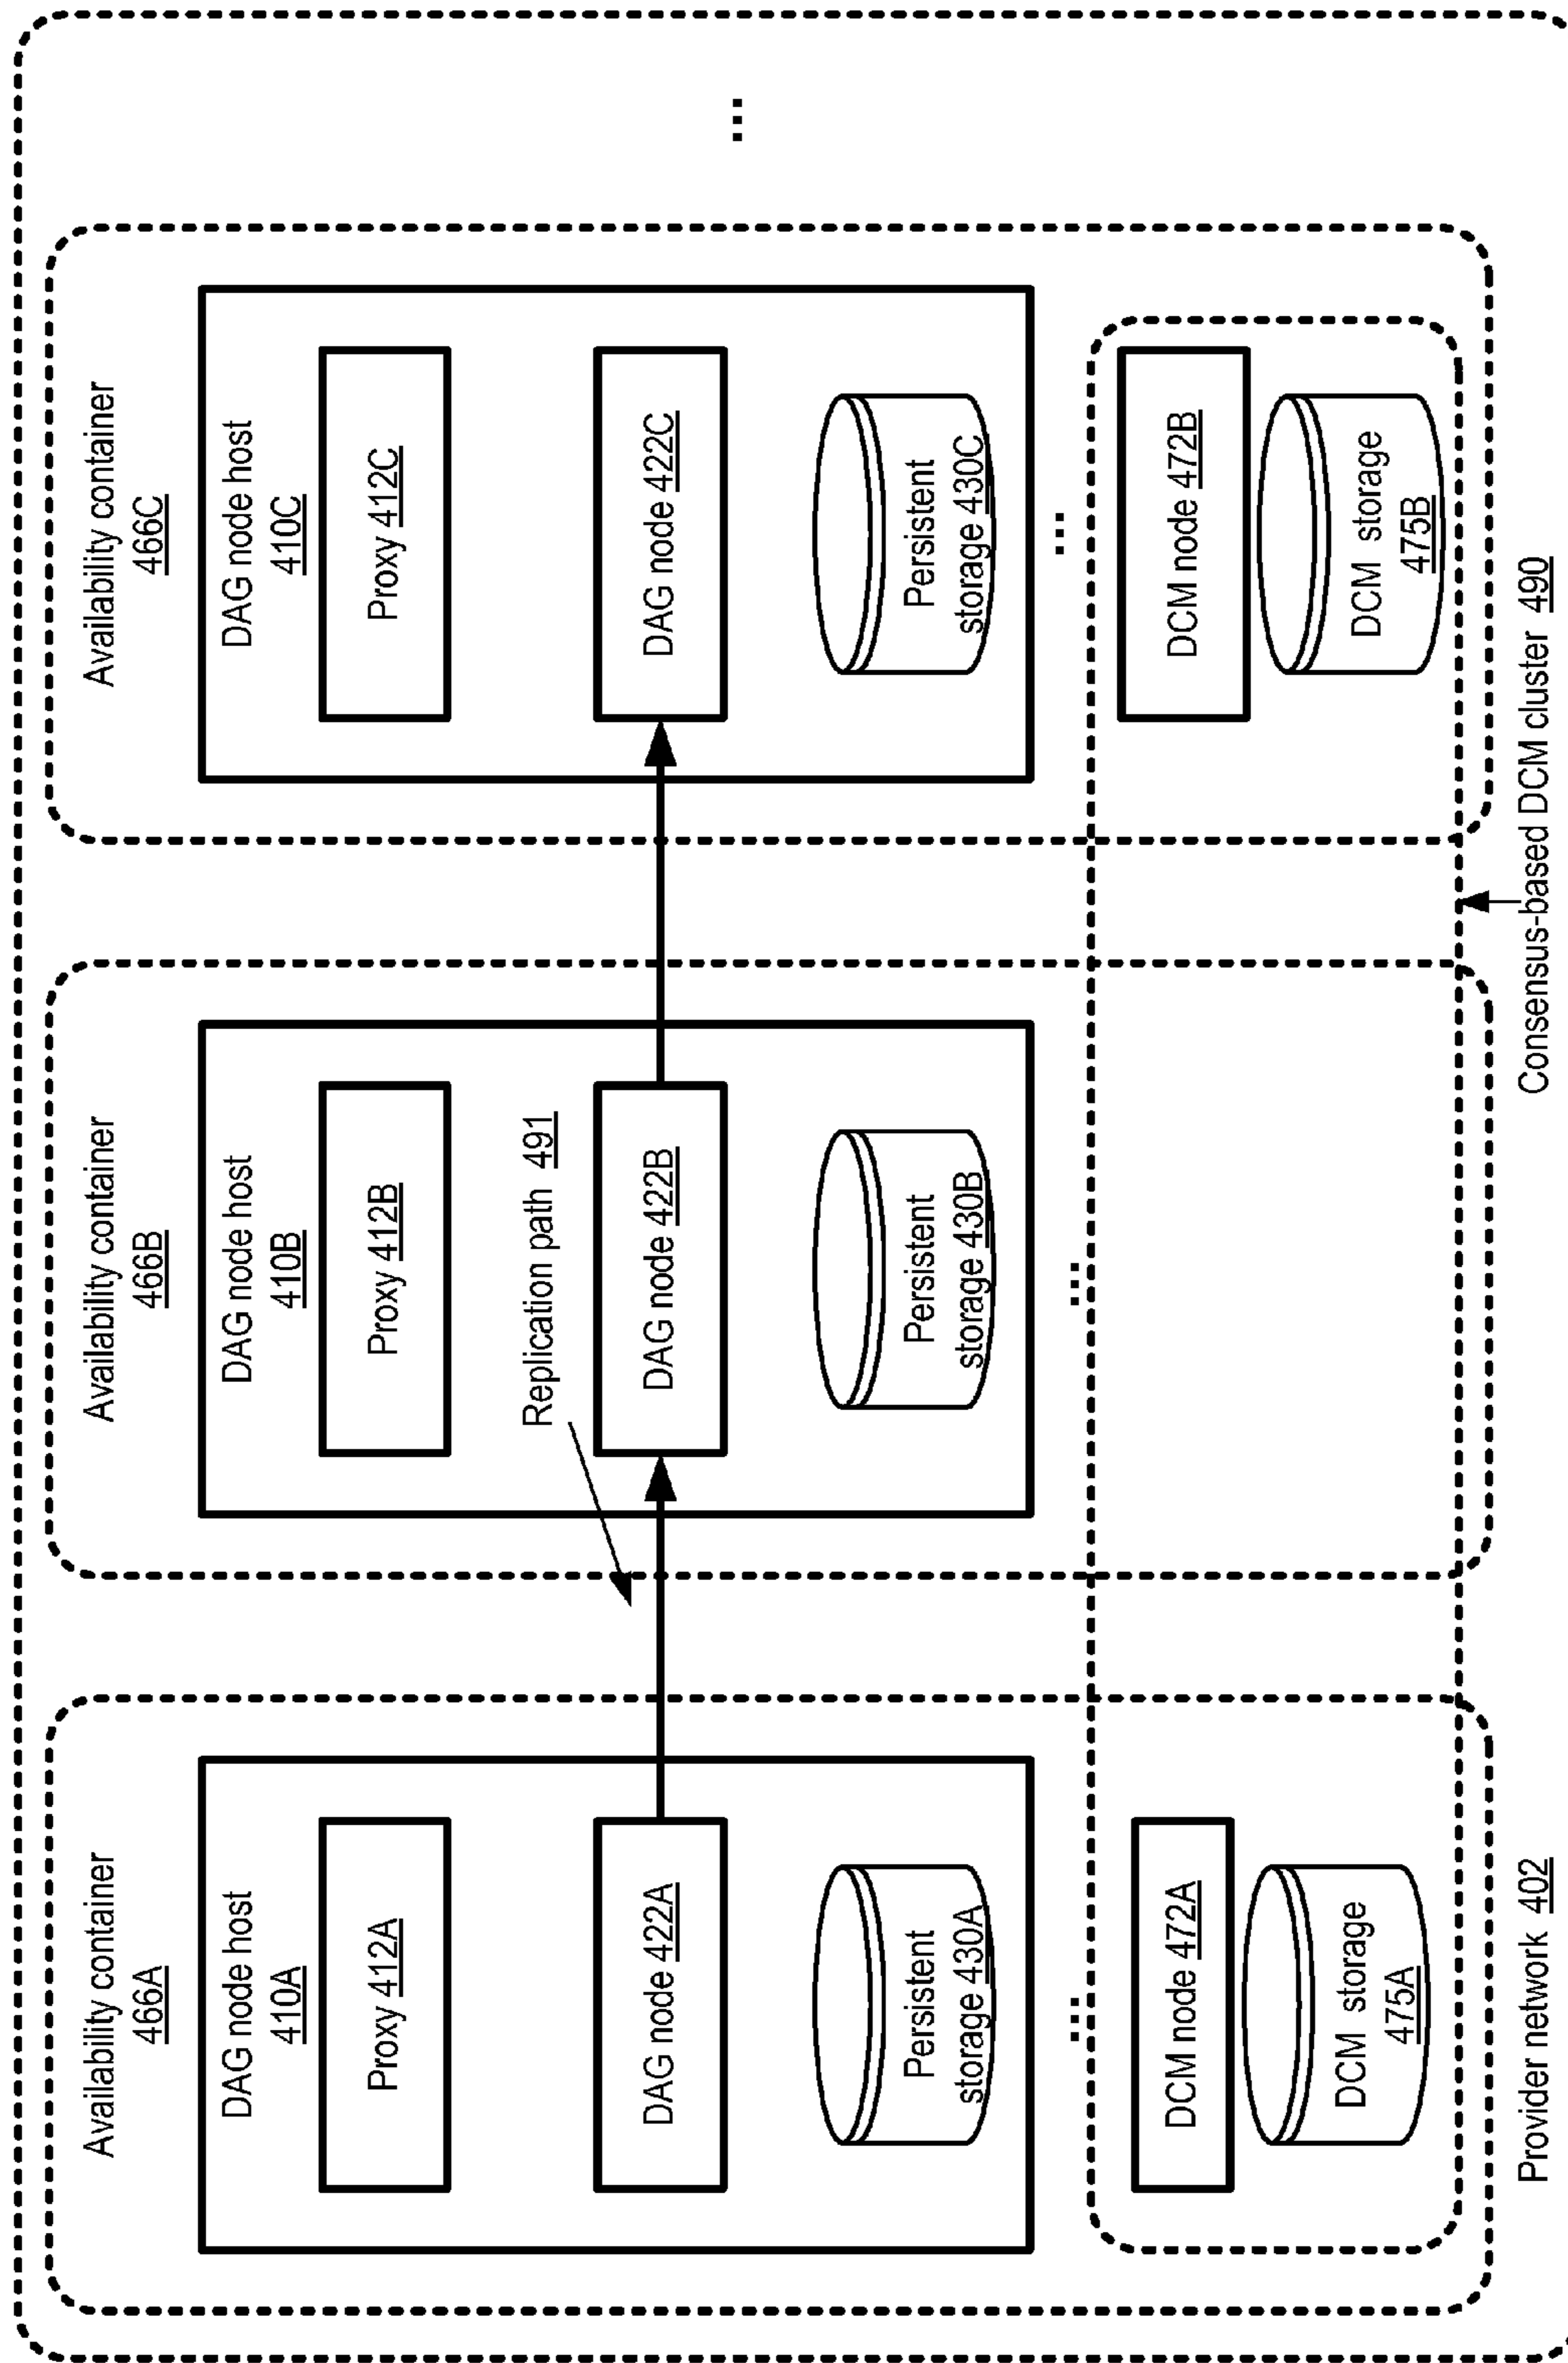 Availability container
466A
DAG node host
410A
Proxy 412A
DAG node 422A
Persistent
storage 430A
...
DCM node 472A
DCM storage
475A
Availability container
466B
DAG node host
410B
Proxy 412B
Replication path 491
DAG node 422B
Persistent
storage 430B
...
Availability container
466C
DAG node host
410C
Proxy 412C
DAG node 422C
Persistent
storage 430C
...
DCM node 472B
DCM storage
475B
...
Provider network 402
Consensus-based DCM cluster 490